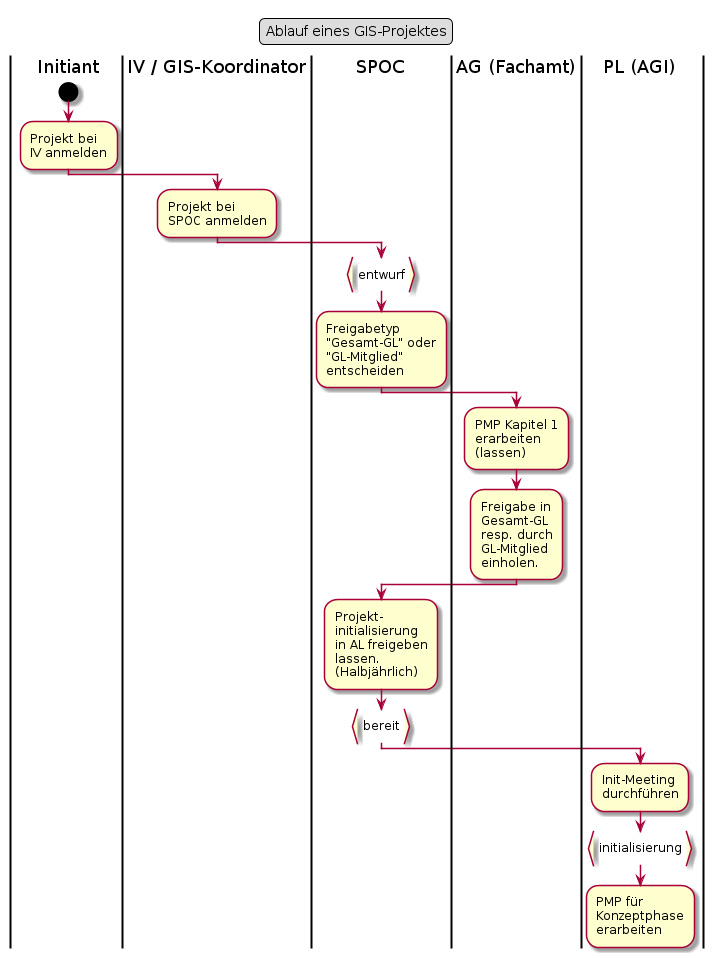 Ablauf eines GIS-Projektes
Initiant
IV / GIS-Koordinator
SPOC
AG (Fachamt)
PL (AGI)
Projekt bei
IV anmelden
Projekt bei
SPOC anmelden
entwurf
Freigabetyp
"Gesamt-GL" oder
"GL-Mitglied"
entscheiden
PMP Kapitel 1
erarbeiten
(lassen)
Freigabe in
Gesamt-GL
resp. durch
GL-Mitglied
einholen.
Projekt-
initialisierung
in AL freigeben
lassen.
(Halbjährlich)
bereit
Init-Meeting
durchführen
initialisierung
PMP für
Konzeptphase
erarbeiten